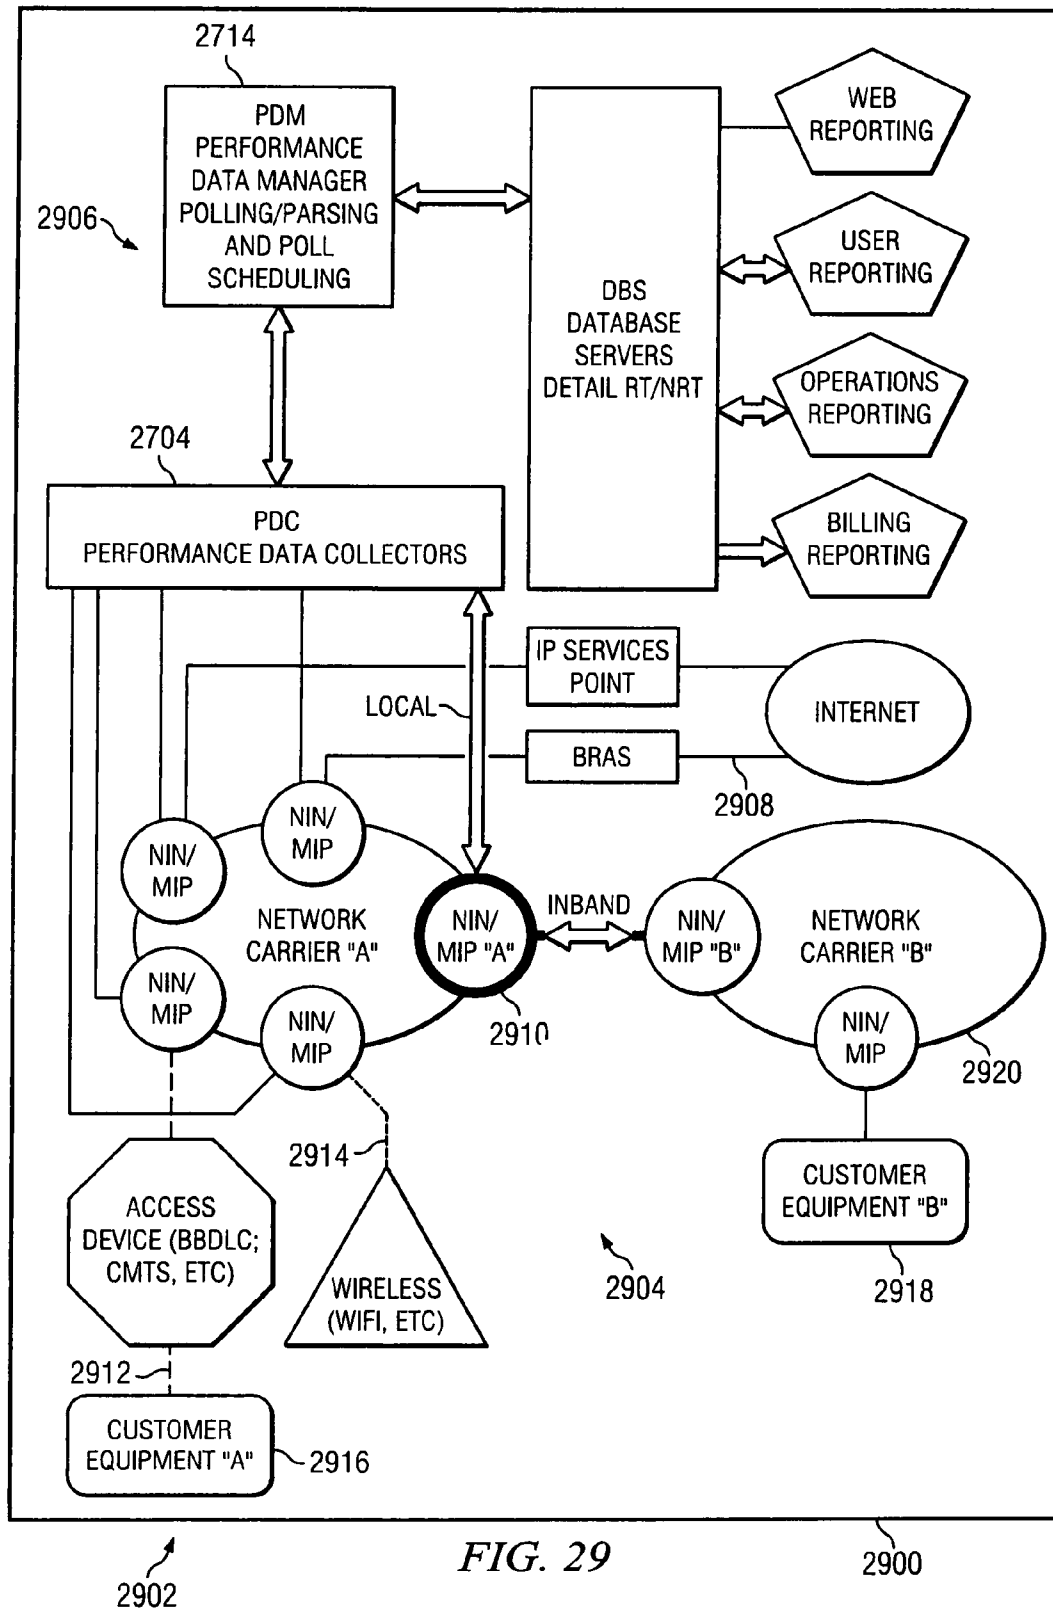 2714
PDM
PERFORMANCE
DATA MANAGER
POLLING/PARSING
AND POLL
SCHEDULING
2906
DBS
DATABASE
SERVERS
DETAIL RT/NRT
WEB
REPORTING
USER
REPORTING
OPERATIONS
REPORTING
BILLING
REPORTING
2704
PDC
PERFORMANCE DATA COLLECTORS
IP SERVICES
POINT
LOCAL
INTERNET
BRAS
2908
NIN/
MIP
NIN/
MIP
NETWORK
CARRIER "A"
NIN/
MIP "A"
INBAND
NIN/
MIP "B"
NETWORK
CARRIER "B"
NIN/
MIP
NIN/
MIP
2910
NIN/
MIP
2920
2914
ACCESS
DEVICE (BBDLC;
CMTS, ETC)
CUSTOMER
EQUIPMENT "B"
WIRELESS
(WIFI, ETC)
2904
2918
2912
CUSTOMER
EQUIPMENT "A"
2916
FIG. 29
2900
2902